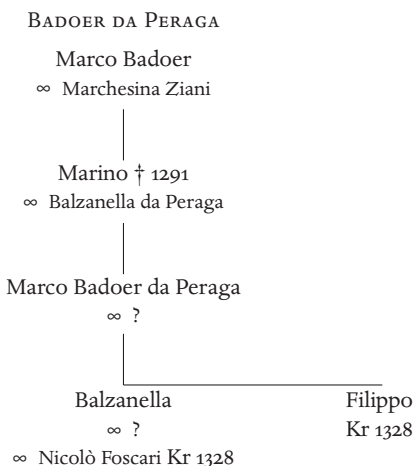 BADOER DA PERAGA
Marco Badoer
∞ Marchesina Ziani
Marino † 1291
∞ Balzanella da Peraga
Marco Badoer da Peraga
∞ ?
Balzanella Filippo
∞ ? Kr 1328
∞ Nicolò Foscari Kr 1328